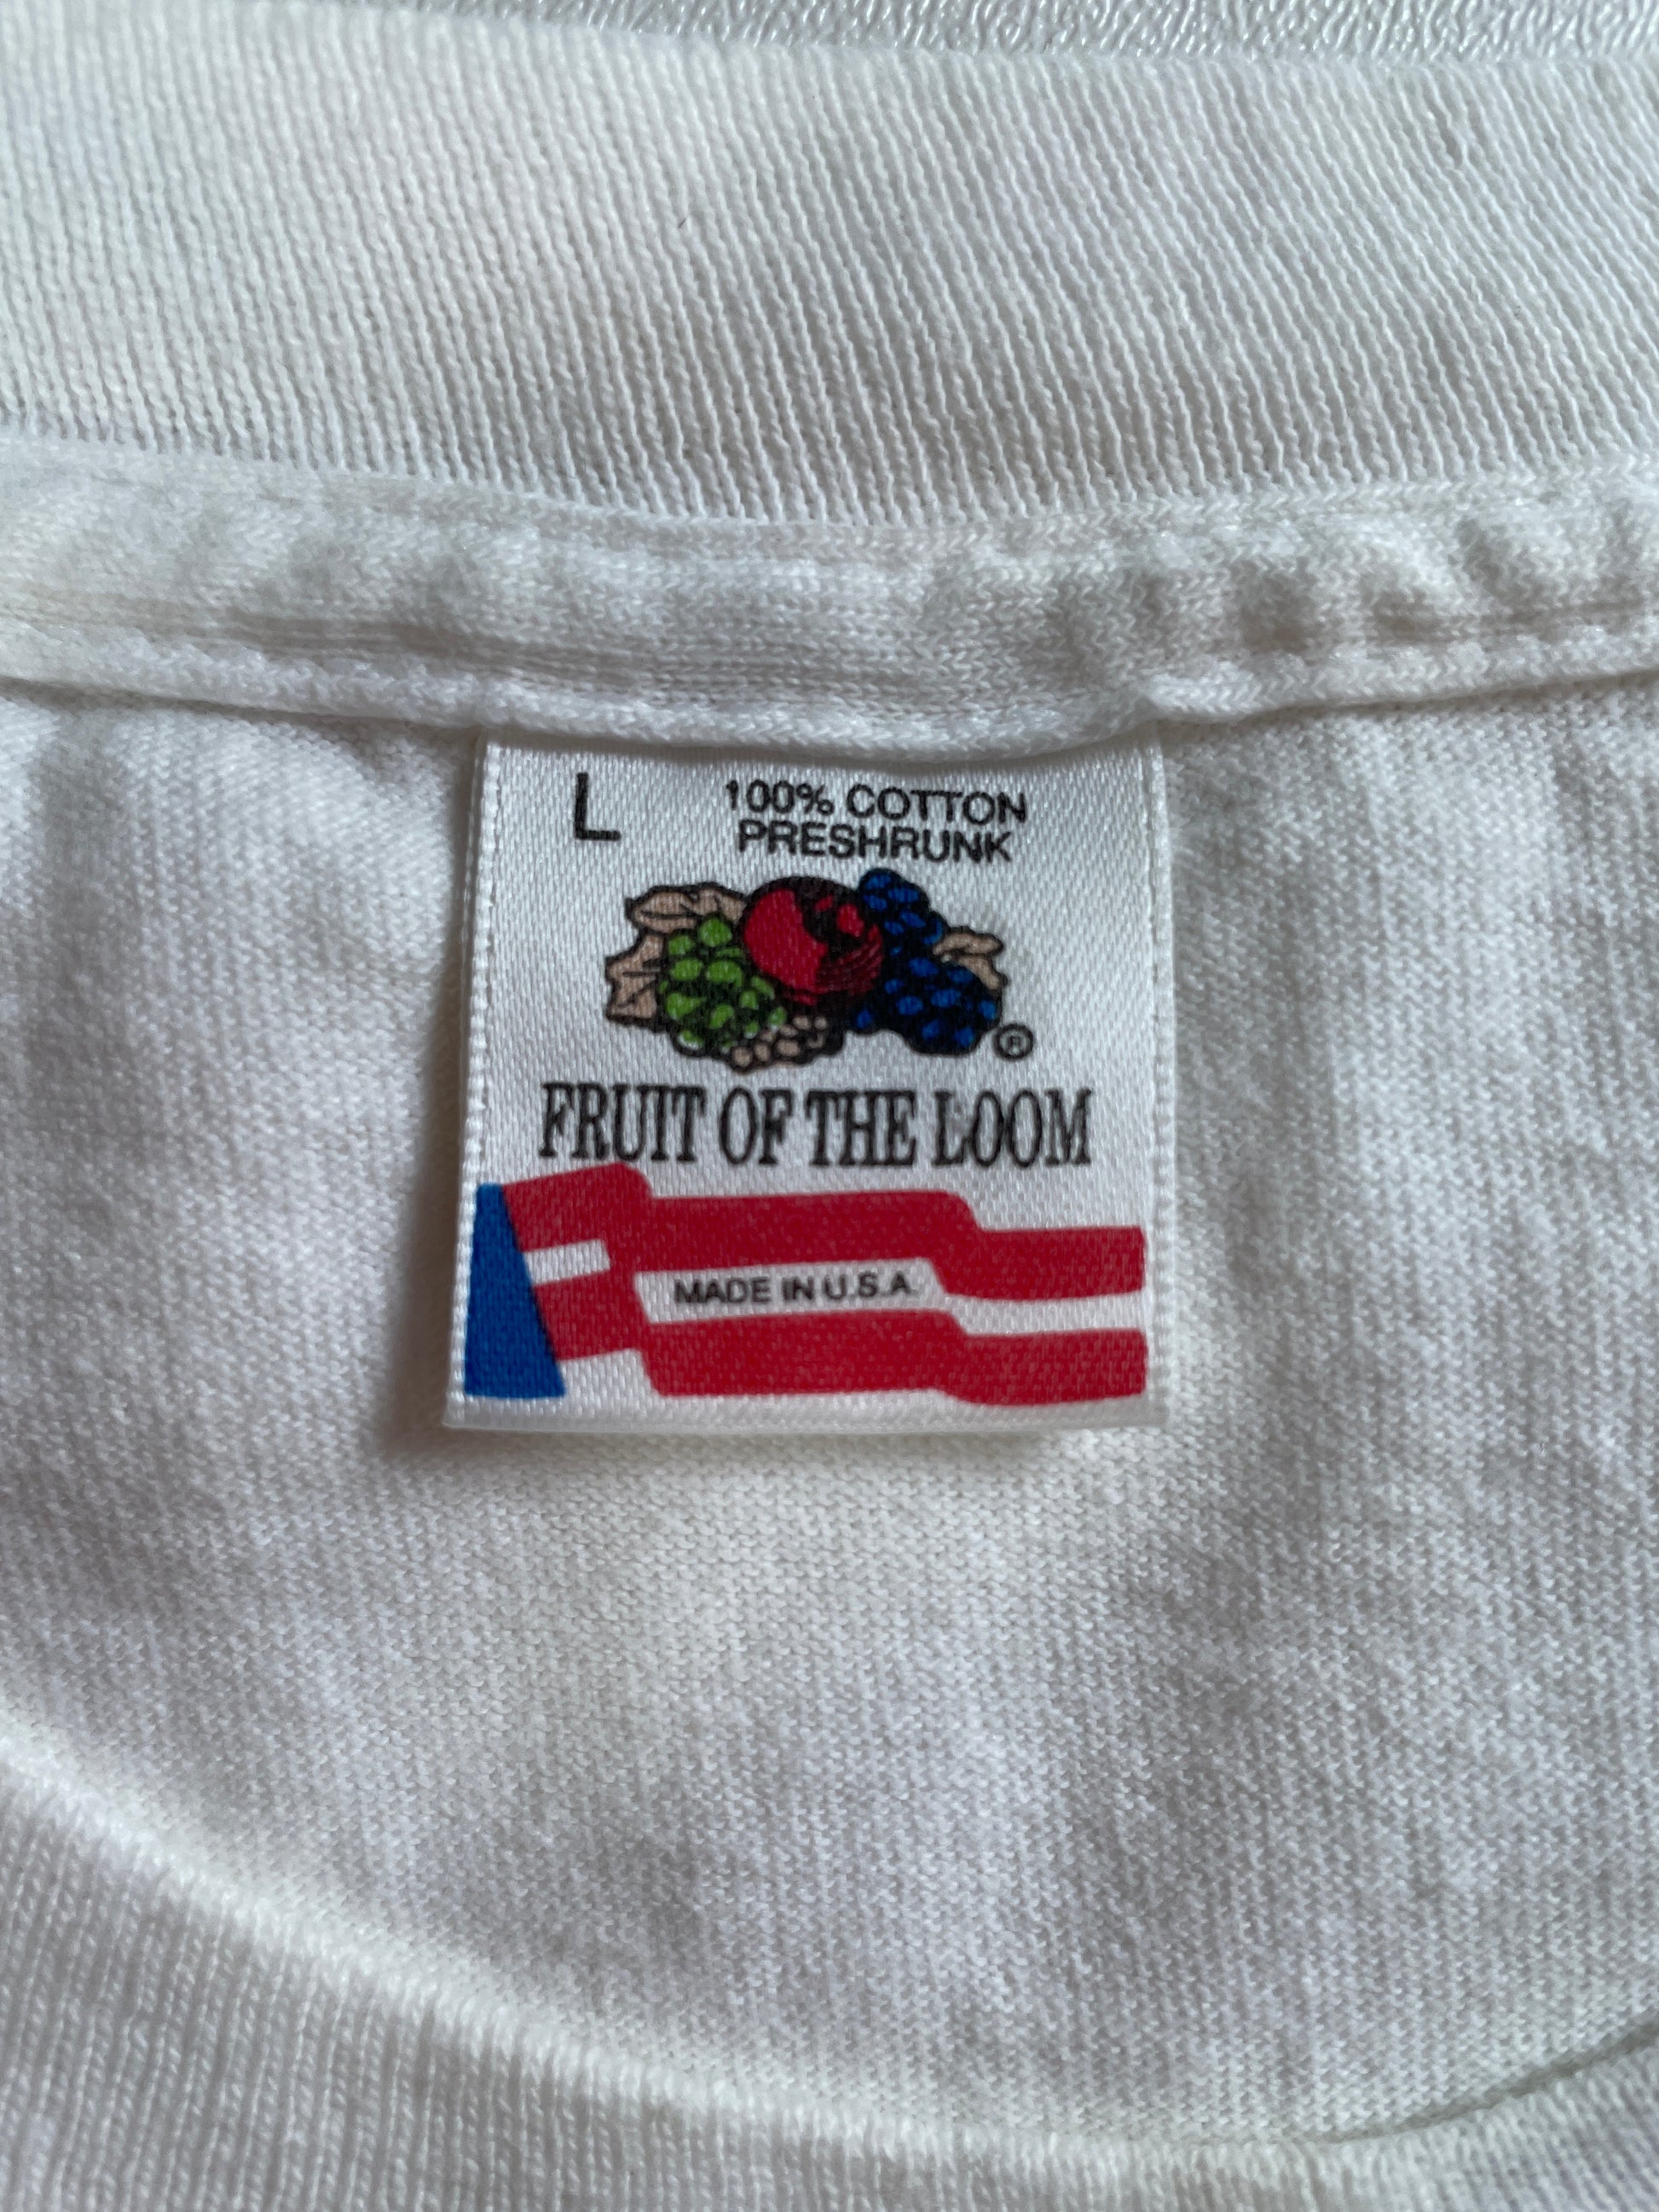 L
100% COTTON
PRESHRUNK
®
FRUIT OF THE LOOM
MADE IN U.S.A.